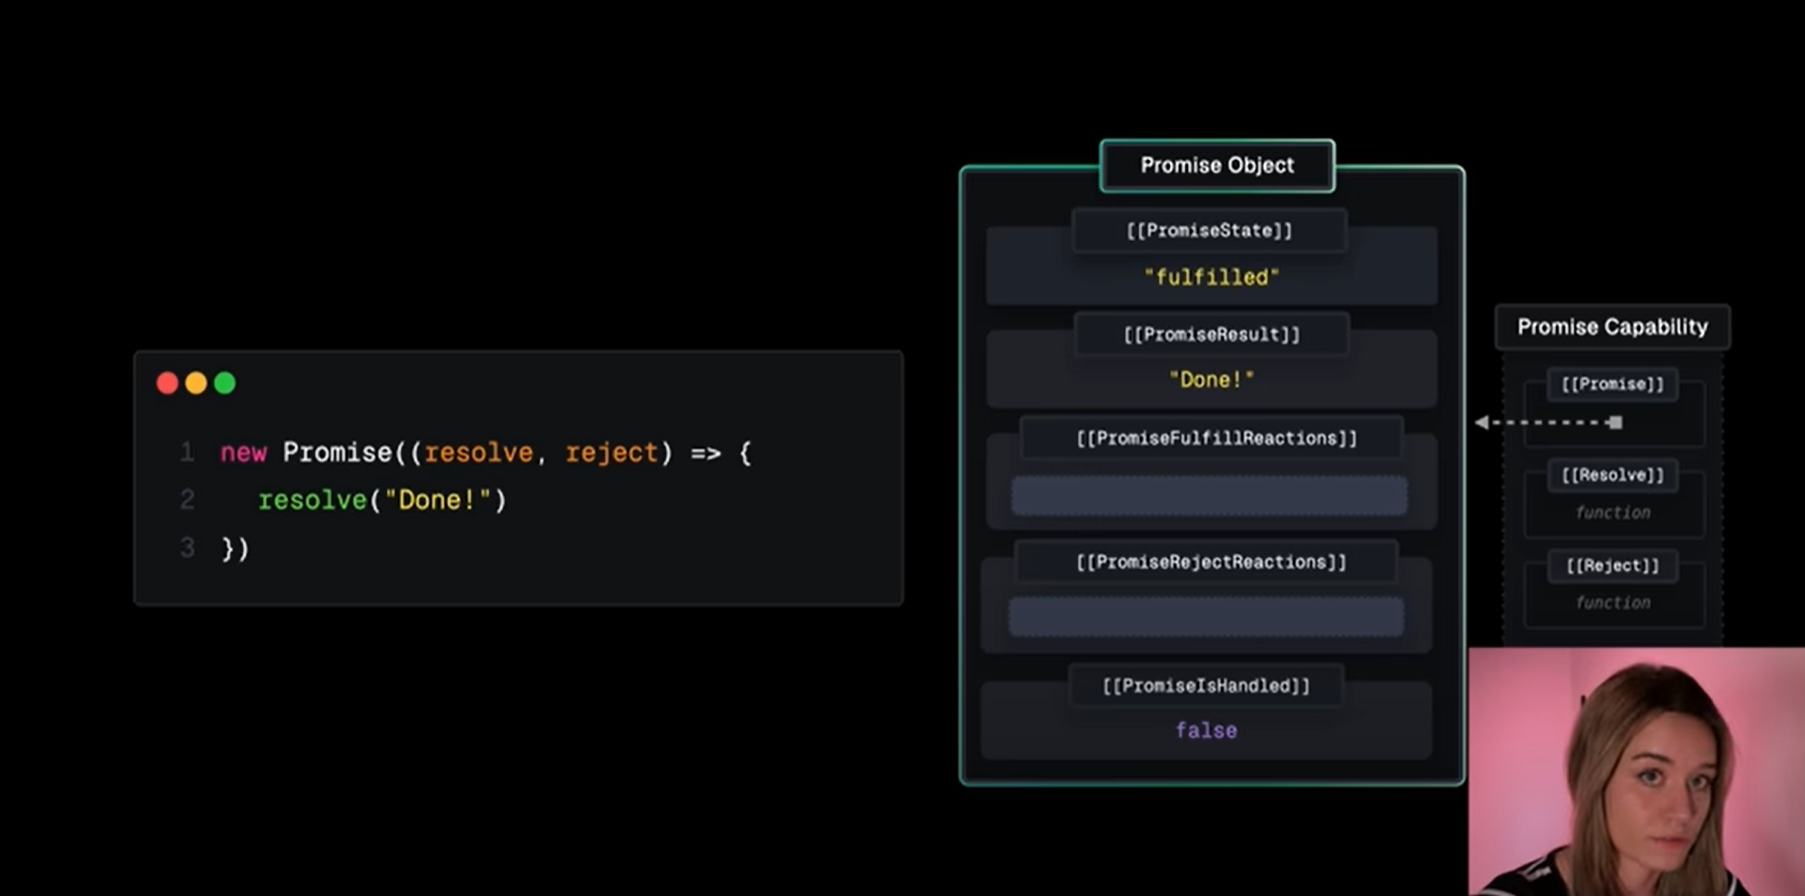 1 new Promise((resolve, reject) => {
2 resolve("Done!")
3 })
Promise Object
[[PromiseState]]
"fulfilled"
[[PromiseResult]]
"Done!"
[[PromiseFulfillReactions]]
[[PromiseRejectReactions]]
[[PromiseIsHandled]]
false
Promise Capability
[[Promise]]
[[Resolve]]
function
[[Reject]]
function